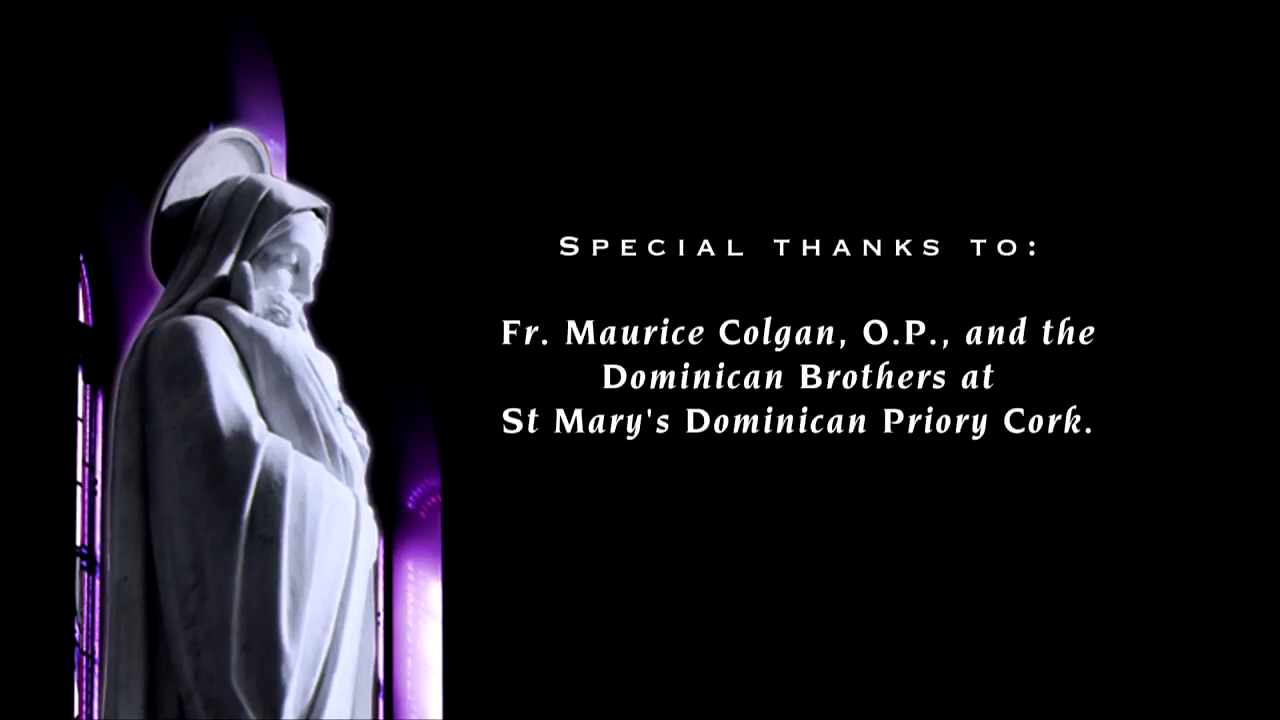 Special thanks to:
Fr. Maurice Colgan, O.P., and the
Dominican Brothers at
St Mary's Dominican Priory Cork.